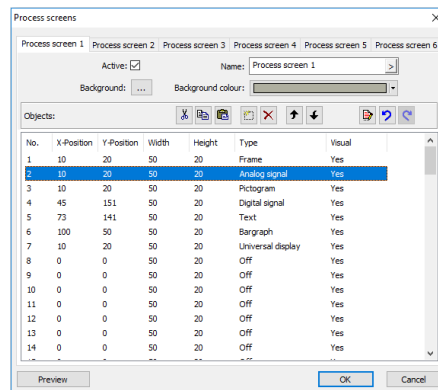 Process screens
Process screen 1 Process screen 2 Process screen 3 Process screen 4 Process screen 5 Process screen 6
Active: Name: Process screen 1 >
Background: ... Background colour:
Objects:
No. X-Position Y-Position Width Height Type Visual
1 10 20 50 20 Frame Yes
2 10 20 50 20 Analog signal Yes
3 10 20 50 20 Pictogram Yes
4 45 151 50 20 Digital signal Yes
5 73 141 50 20 Text Yes
6 100 50 50 20 Bargraph Yes
7 10 20 50 20 Universal display Yes
8 0 0 50 20 Off Yes
9 0 0 50 20 Off Yes
10 0 0 50 20 Off Yes
11 0 0 50 20 Off Yes
12 0 0 50 20 Off Yes
13 0 0 50 20 Off Yes
14 0 0 50 20 Off Yes
Preview OK Cancel